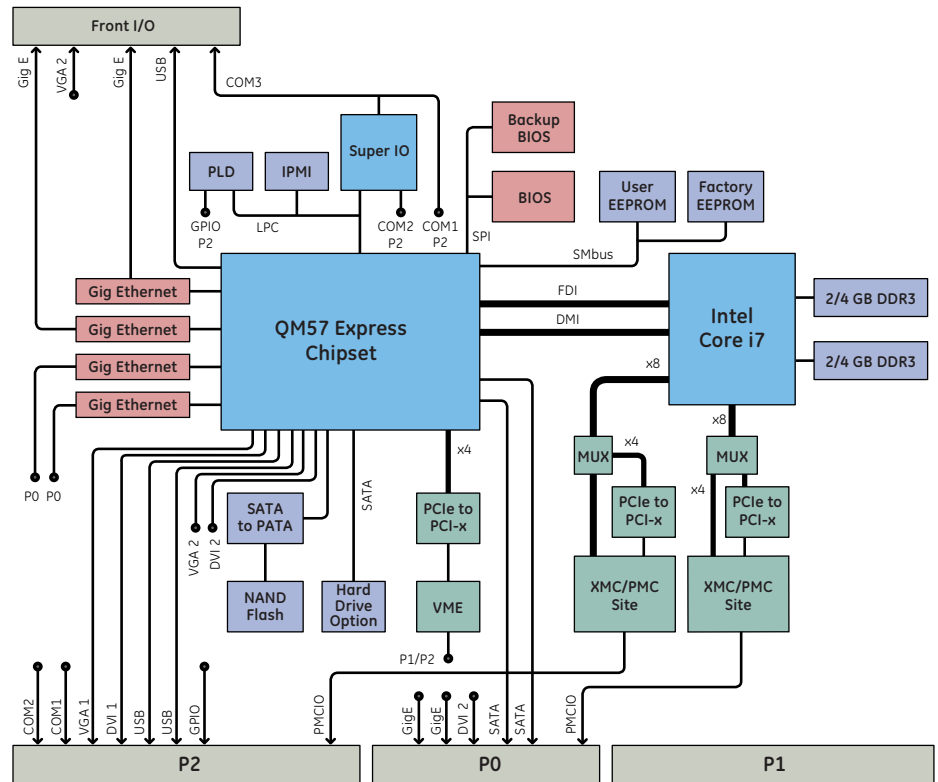 Front I/O
Gig E
VGA 2
Gig E
USB
COM3
Super IO
Backup
BIOS
PLD
IPMI
BIOS
User
EEPROM
Factory
EEPROM
GPIO
P2
LPC
COM2
P2
COM1
P2
SPI
SMbus
Gig Ethernet
Gig Ethernet
Gig Ethernet
Gig Ethernet
QM57 Express
Chipset
FDI
DMI
Intel
Core i7
2/4 GB DDR3
2/4 GB DDR3
x8
x8
P0
P0
VGA 2
DVI 2
SATA
to PATA
SATA
x4
PCIe to
PCI-x
MUX
x4
MUX
x4
PCIe to
PCI-x
PCIe to
PCI-x
NAND
Flash
Hard
Drive
Option
VME
XMC/PMC
Site
XMC/PMC
Site
P1/P2
COM2
COM1
VGA 1
DVI 1
USB
USB
GPIO
PMCIO
GigE
GigE
DVI 2
SATA
SATA
PMCIO
P2
P0
P1